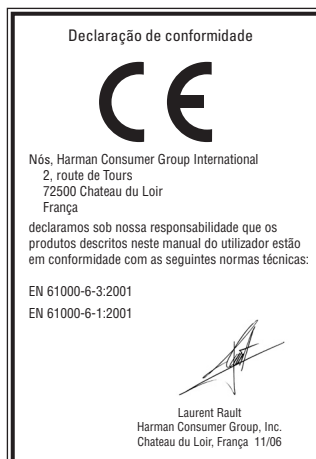 Declaração de conformidade
CE
Nós, Harman Consumer Group International
2, route de Tours
72500 Chateau du Loir
França
declaramos sob nossa responsabilidade que os
produtos descritos neste manual do utilizador estão
em conformidade com as seguintes normas técnicas:
EN 61000-6-3:2001
EN 61000-6-1:2001
Laurent Rault
Harman Consumer Group, Inc.
Chateau du Loir, França 11/06